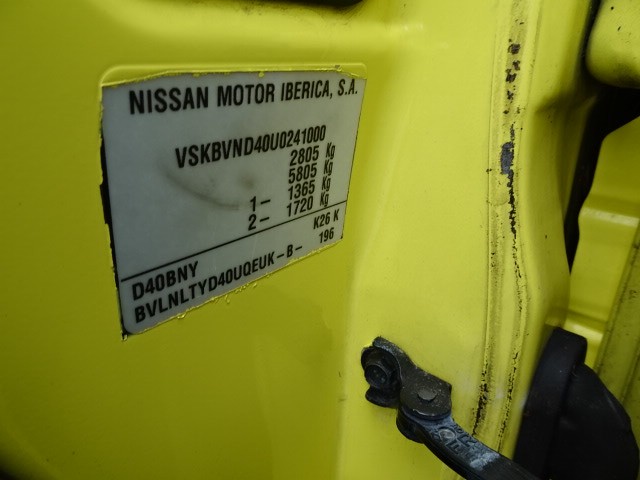 NISSAN MOTOR IBERICA, S.A.
VSKBVND40U0241000
2805 Kg
5805 Kg
1– 1365 Kg
2– 1720 Kg
K26 K
D40BNY 196
BVLNLTYD40UQEUK–B–